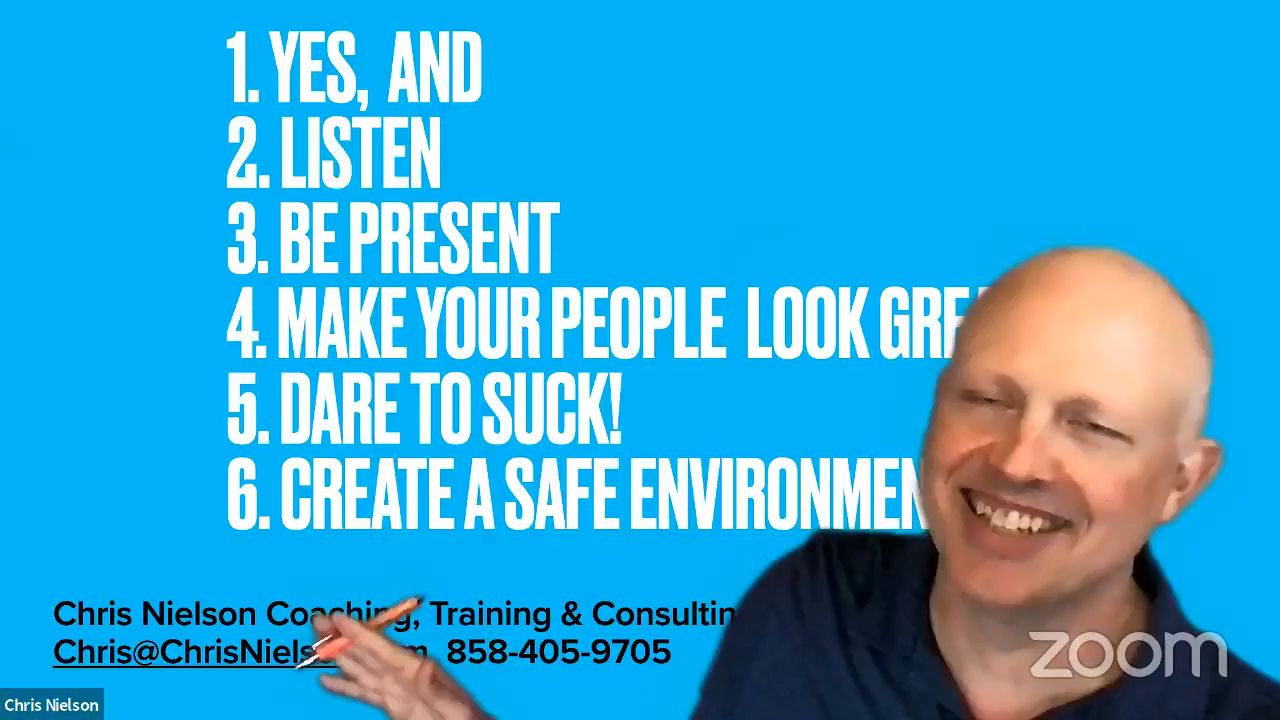 1. YES, AND
2. LISTEN
3. BE PRESENT
4. MAKE YOUR PEOPLE LOOK
5. DARE TO SUCK!
6. CREATE A SAFE
Chris Nielson Training & 
858-405-9705
zoom
Chris Nielson